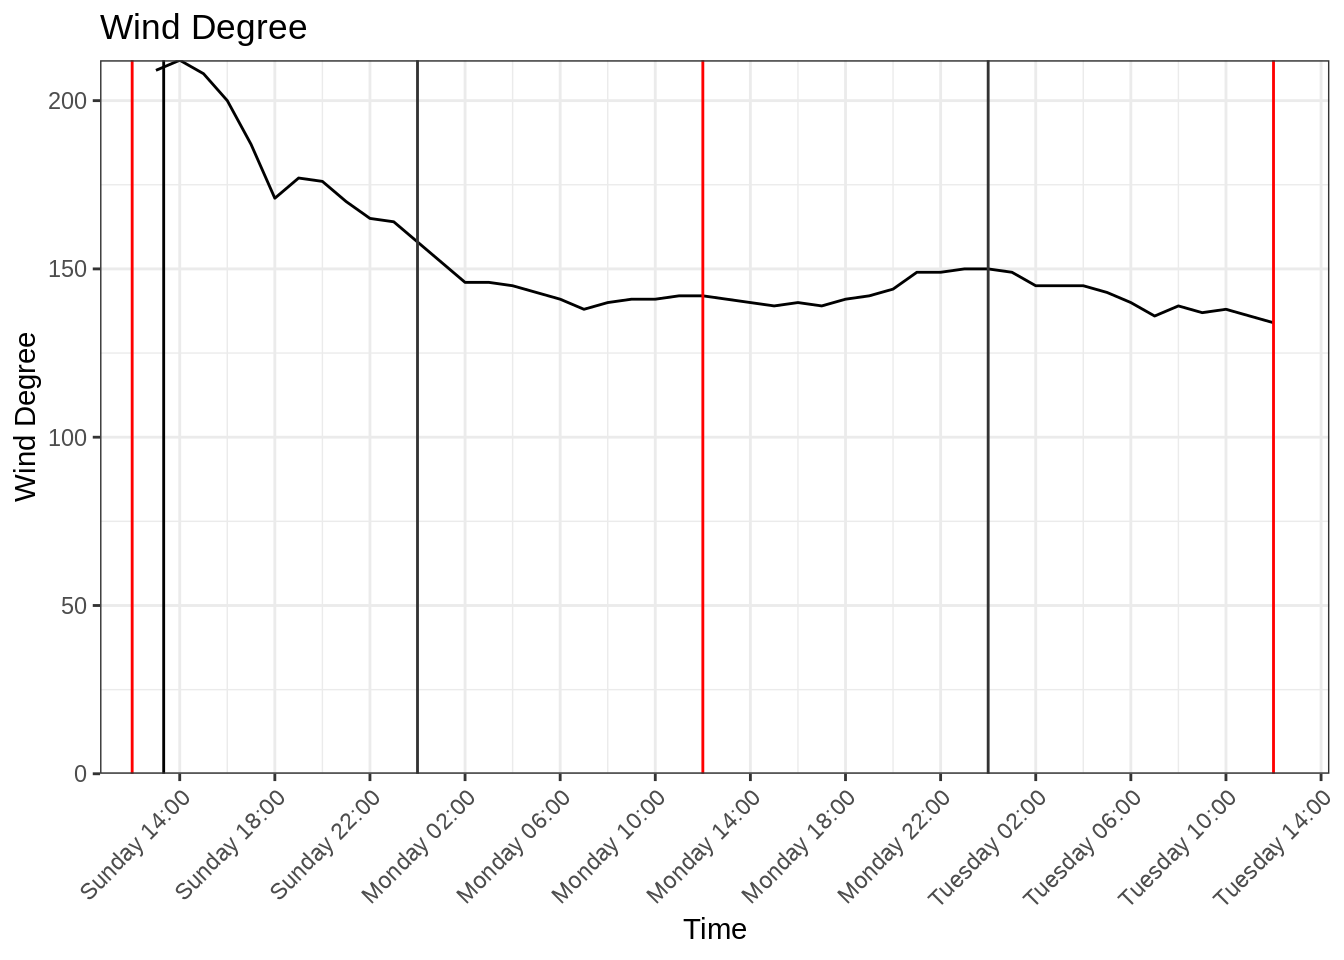 Wind Degree
Wind Degree
200
150
100
50
0
Sunday 14:00
Sunday 18:00
Sunday 22:00
Monday 02:00
Monday 06:00
Monday 10:00
Monday 14:00
Monday 18:00
Monday 22:00
Tuesday 02:00
Tuesday 06:00
Tuesday 10:00
Tuesday 14:00
Time